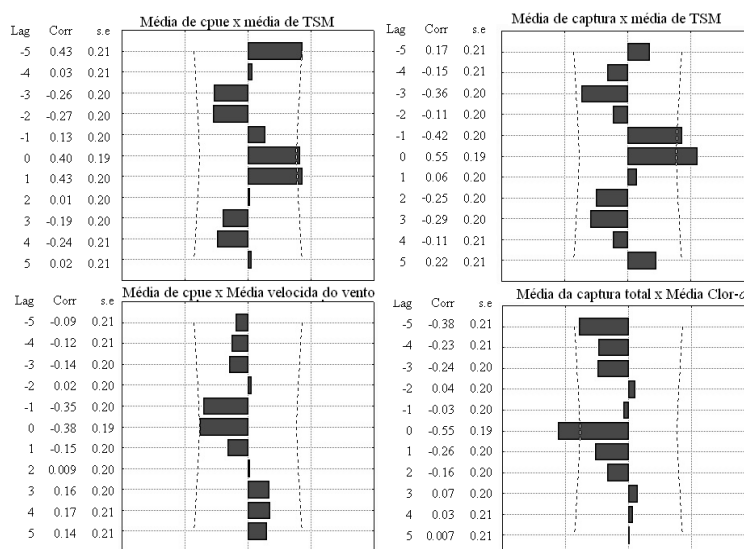 Média de cpue x média de TSM
Lag Corr s.e
-5 0.43 0.21
-4 0.03 0.21
-3 -0.26 0.20
-2 -0.27 0.20
-1 0.13 0.20
0 0.40 0.19
1 0.43 0.20
2 0.01 0.20
3 -0.19 0.20
4 -0.24 0.21
5 0.02 0.21
Média de captura x média de TSM
Lag Corr s.e
-5 0.17 0.21
-4 -0.15 0.21
-3 -0.36 0.20
-2 -0.11 0.20
-1 -0.42 0.20
0 0.55 0.19
1 0.06 0.20
2 -0.25 0.20
3 -0.29 0.20
4 -0.11 0.21
5 0.22 0.21
Média de cpue x Média velocida do vento
Lag Corr s.e
-5 -0.09 0.21
-4 -0.12 0.21
-3 -0.14 0.20
-2 0.02 0.20
-1 -0.35 0.20
0 -0.38 0.19
1 -0.15 0.20
2 0.009 0.20
3 0.16 0.20
4 0.17 0.21
5 0.14 0.21
Média da captura total x Média Clor-a
Lag Corr s.e
-5 -0.38 0.21
-4 -0.23 0.21
-3 -0.24 0.20
-2 0.04 0.20
-1 -0.03 0.20
0 -0.55 0.19
1 -0.26 0.20
2 -0.16 0.20
3 0.07 0.20
4 0.03 0.21
5 0.007 0.21